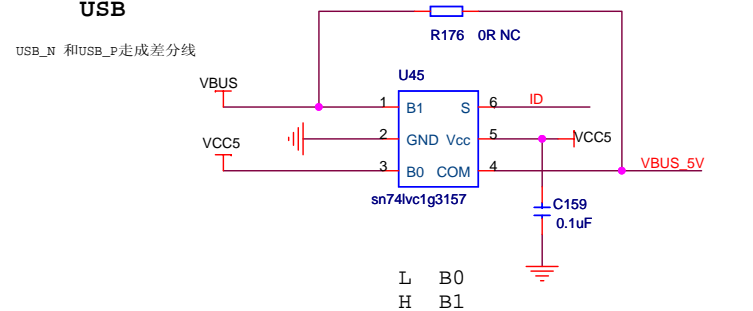 USB
R176 0R NC
USB_N 和USB_P走成差分线
U45
VBUS
1 B1 S 6 ID
VCC5
2 GND Vcc 5 VCC5
3 B0 COM 4 VBUS_5V
sn74lvc1g3157
C159
0.1uF
L B0
H B1